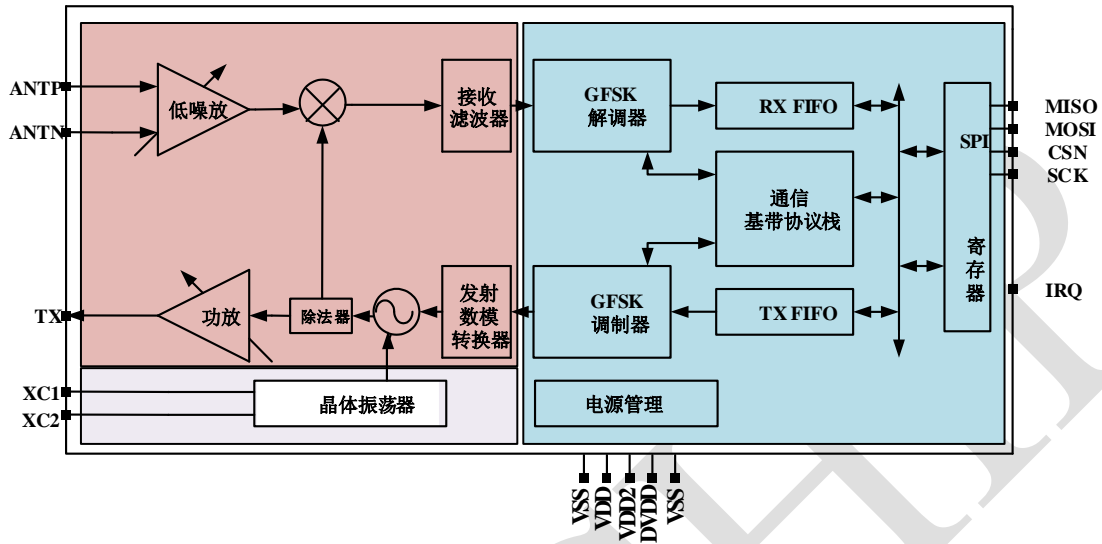 ANTP
ANTN
低噪放
接收
滤波器
GFSK
解调器
RX FIFO
通信
基带协议栈
SPI
寄
存
器
MISO
MOSI
CSN
SCK
IRQ
TX
功放
除法器
发射
数模
转换器
GFSK
调制器
TX FIFO
XC1
XC2
晶体振荡器
电源管理
VSS
VDD
VDD2
DVDD
VSS